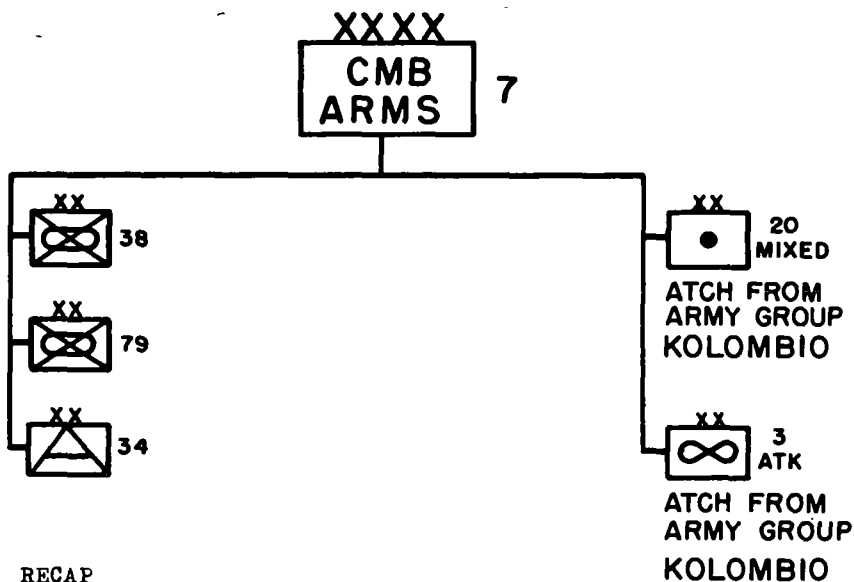 XXXX
CMB
ARMS
7
XX
38
XX
79
XX
34
XX
20
MIXED
ATCH FROM
ARMY GROUP
KOLOMBIO
XX
3
ATK
ATCH FROM
ARMY GROUP
KOLOMBIO
RECAP